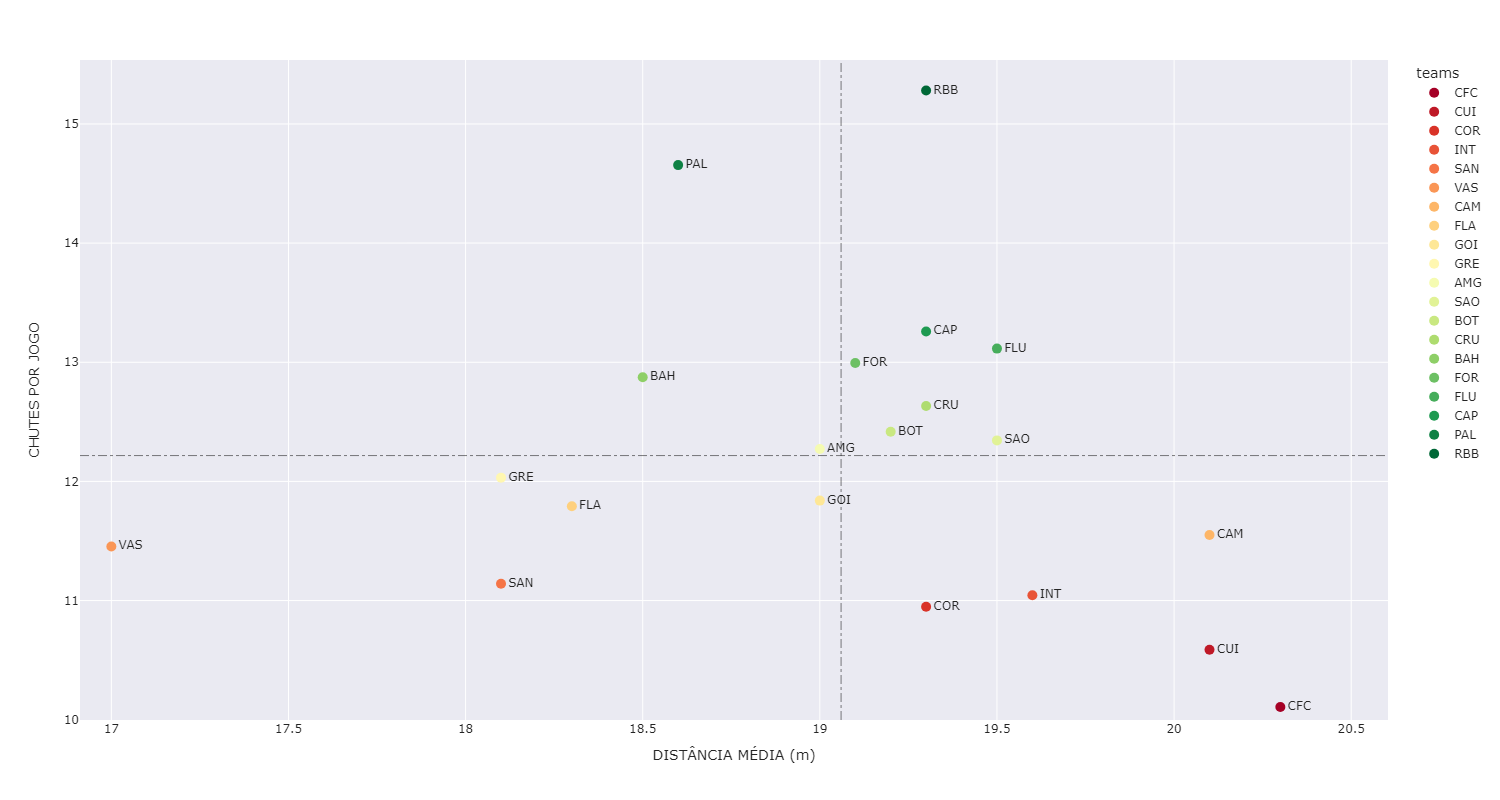 RBB
PAL
CAP
FLU
FOR
BAH
CRU
BOT
SAO
AMG
GRE
GOI
FLA
VAS
CAM
SAN
INT
COR
CUI
CFC
15
14
13
12
11
10
CHUTES POR JOGO
17 17.5 18 18.5 19 19.5 20 20.5
DISTÂNCIA MÉDIA (m)
teams
CFC
CUI
COR
INT
SAN
VAS
CAM
FLA
GOI
GRE
AMG
SAO
BOT
CRU
BAH
FOR
FLU
CAP
PAL
RBB